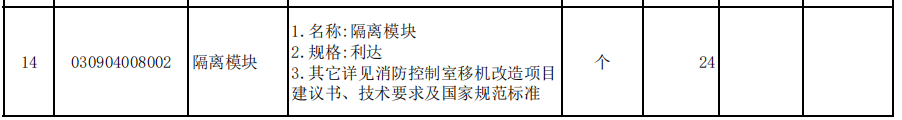 14 030904008002 隔离模块 1.名称:隔离模块
2.规格:利达
3.其它详见消防控制室移机改造项目
建议书、技术要求及国家规范标准 个 24